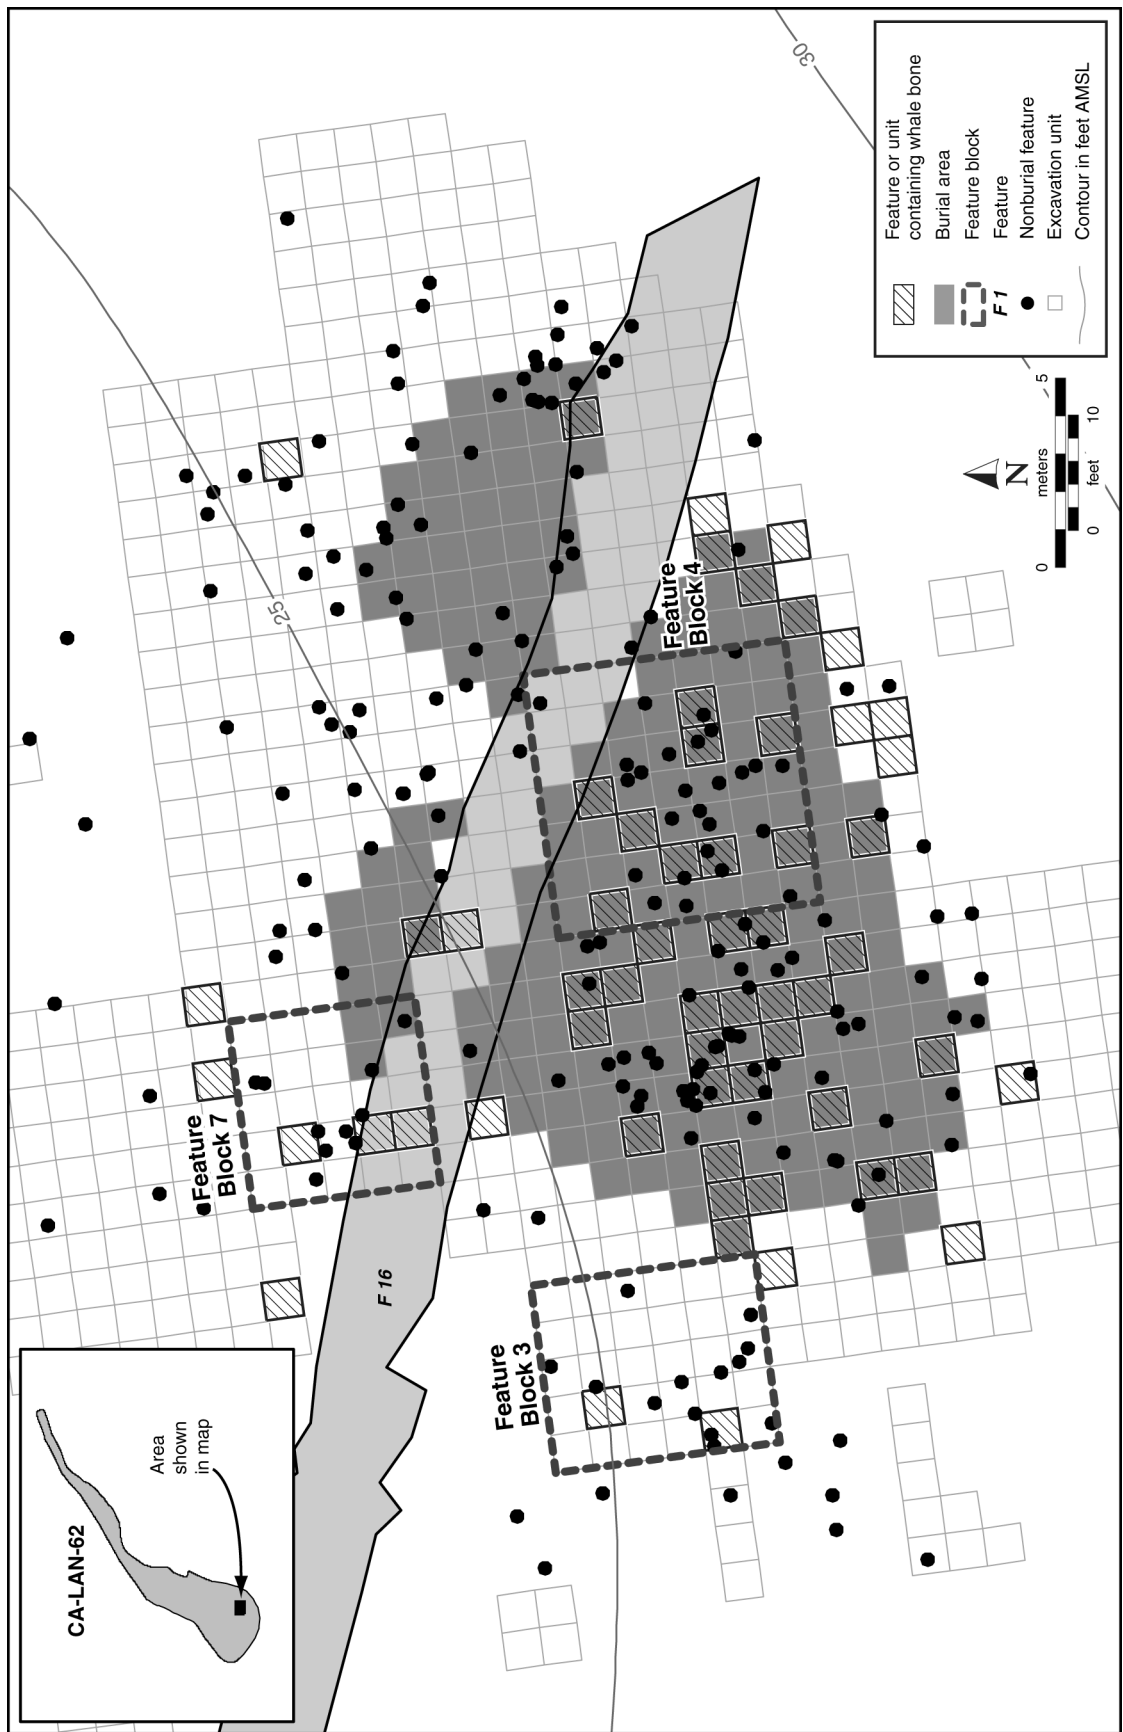 CA-LAN-62
Area
shown
in map
F 16
Feature
Block 7
Feature
Block 3
Feature
Block 4
25
30
N
0
meters
5
0
feet
10
Feature or unit
containing whale bone
Burial area
Feature block
F 1
Feature
Nonburial feature
Excavation unit
Contour in feet AMSL